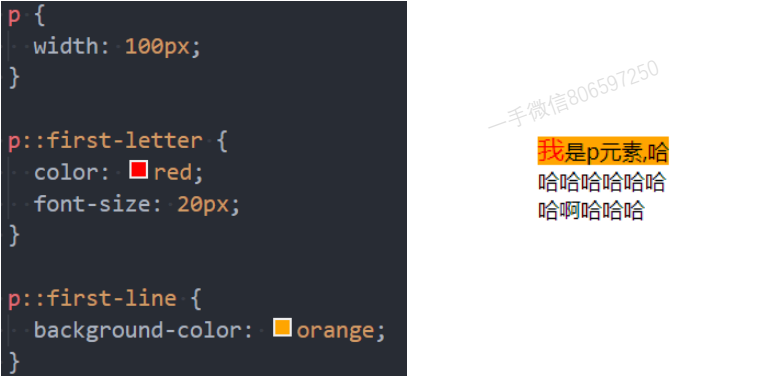 p {
  width: 100px;
}
p::first-letter {
  color: red;
  font-size: 20px;
}
p::first-line {
  background-color: orange;
}
一手微信806597250
我是p元素,哈
哈哈哈哈哈哈
哈啊哈哈哈